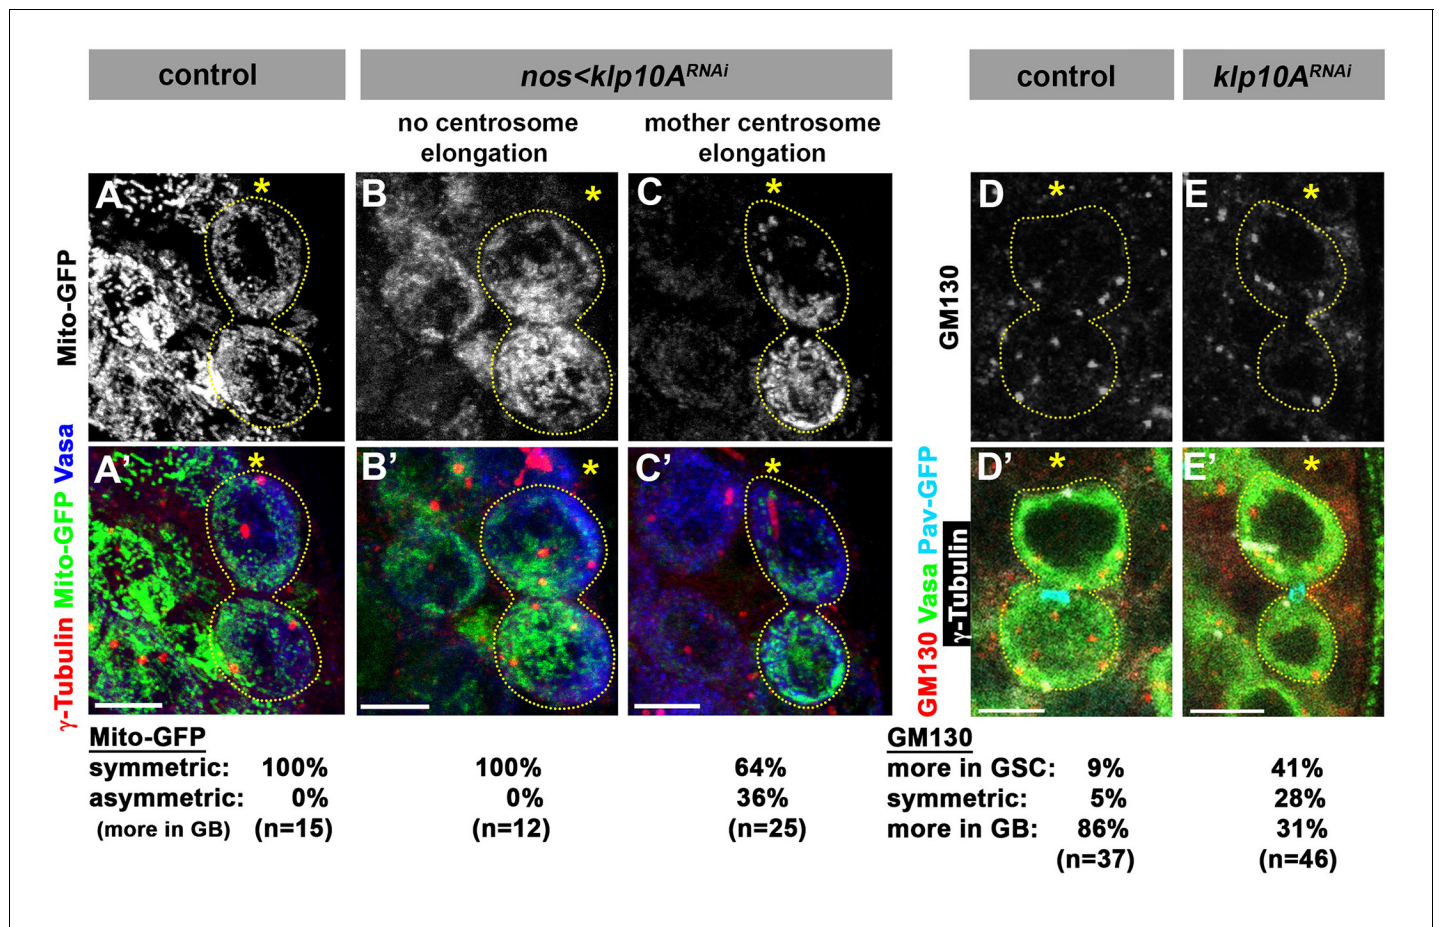 control
nos<klp10A^RNAi
control
klp10A^RNAi
no centrosome
elongation
mother centrosome
elongation
Mito-GFP
A
*
B
*
C
*
GM130
D
*
E
*
γ-Tubulin Mito-GFP Vasa
A’
*
B’
*
C’
*
GM130 Vasa Pav-GFP
γ-Tubulin
D’
*
E’
*
Mito-GFP
symmetric: 100% 100% 64%
asymmetric: 0% 0% 36%
(more in GB) (n=15) (n=12) (n=25)
GM130
more in GSC: 9% 41%
symmetric: 5% 28%
more in GB: 86% 31%
(n=37) (n=46)